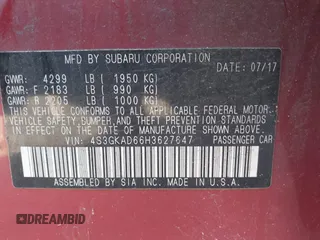 MFD BY SUBARU CORPORATION
DATE: 07/17
GVWR: 4299 LB ( 1950 KG)
GAWR: F 2183 LB ( 990 KG)
GAWR: R 2205 LB ( 1000 KG)
THIS VEHICLE CONFORMS TO ALL APPLICABLE FEDERAL MOTOR
VEHICLE SAFETY, BUMPER, AND THEFT PREVENTION STANDARDS
IN EFFECT ON THE DATE OF MANUFACTURE SHOWN ABOVE.
VIN: 4S3GKAD66H3627647 PASSENGER CAR
ASSEMBLED BY SIA INC. MADE IN U.S.A.
DREAMBID